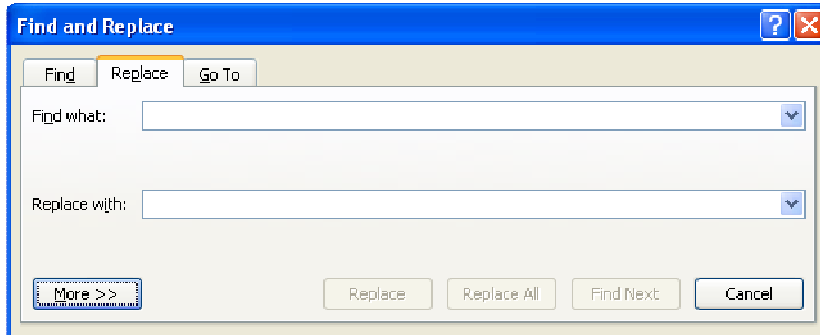 Find and Replace
Find Replace Go To
Find what:
Replace with:
More >> Replace Replace All Find Next Cancel